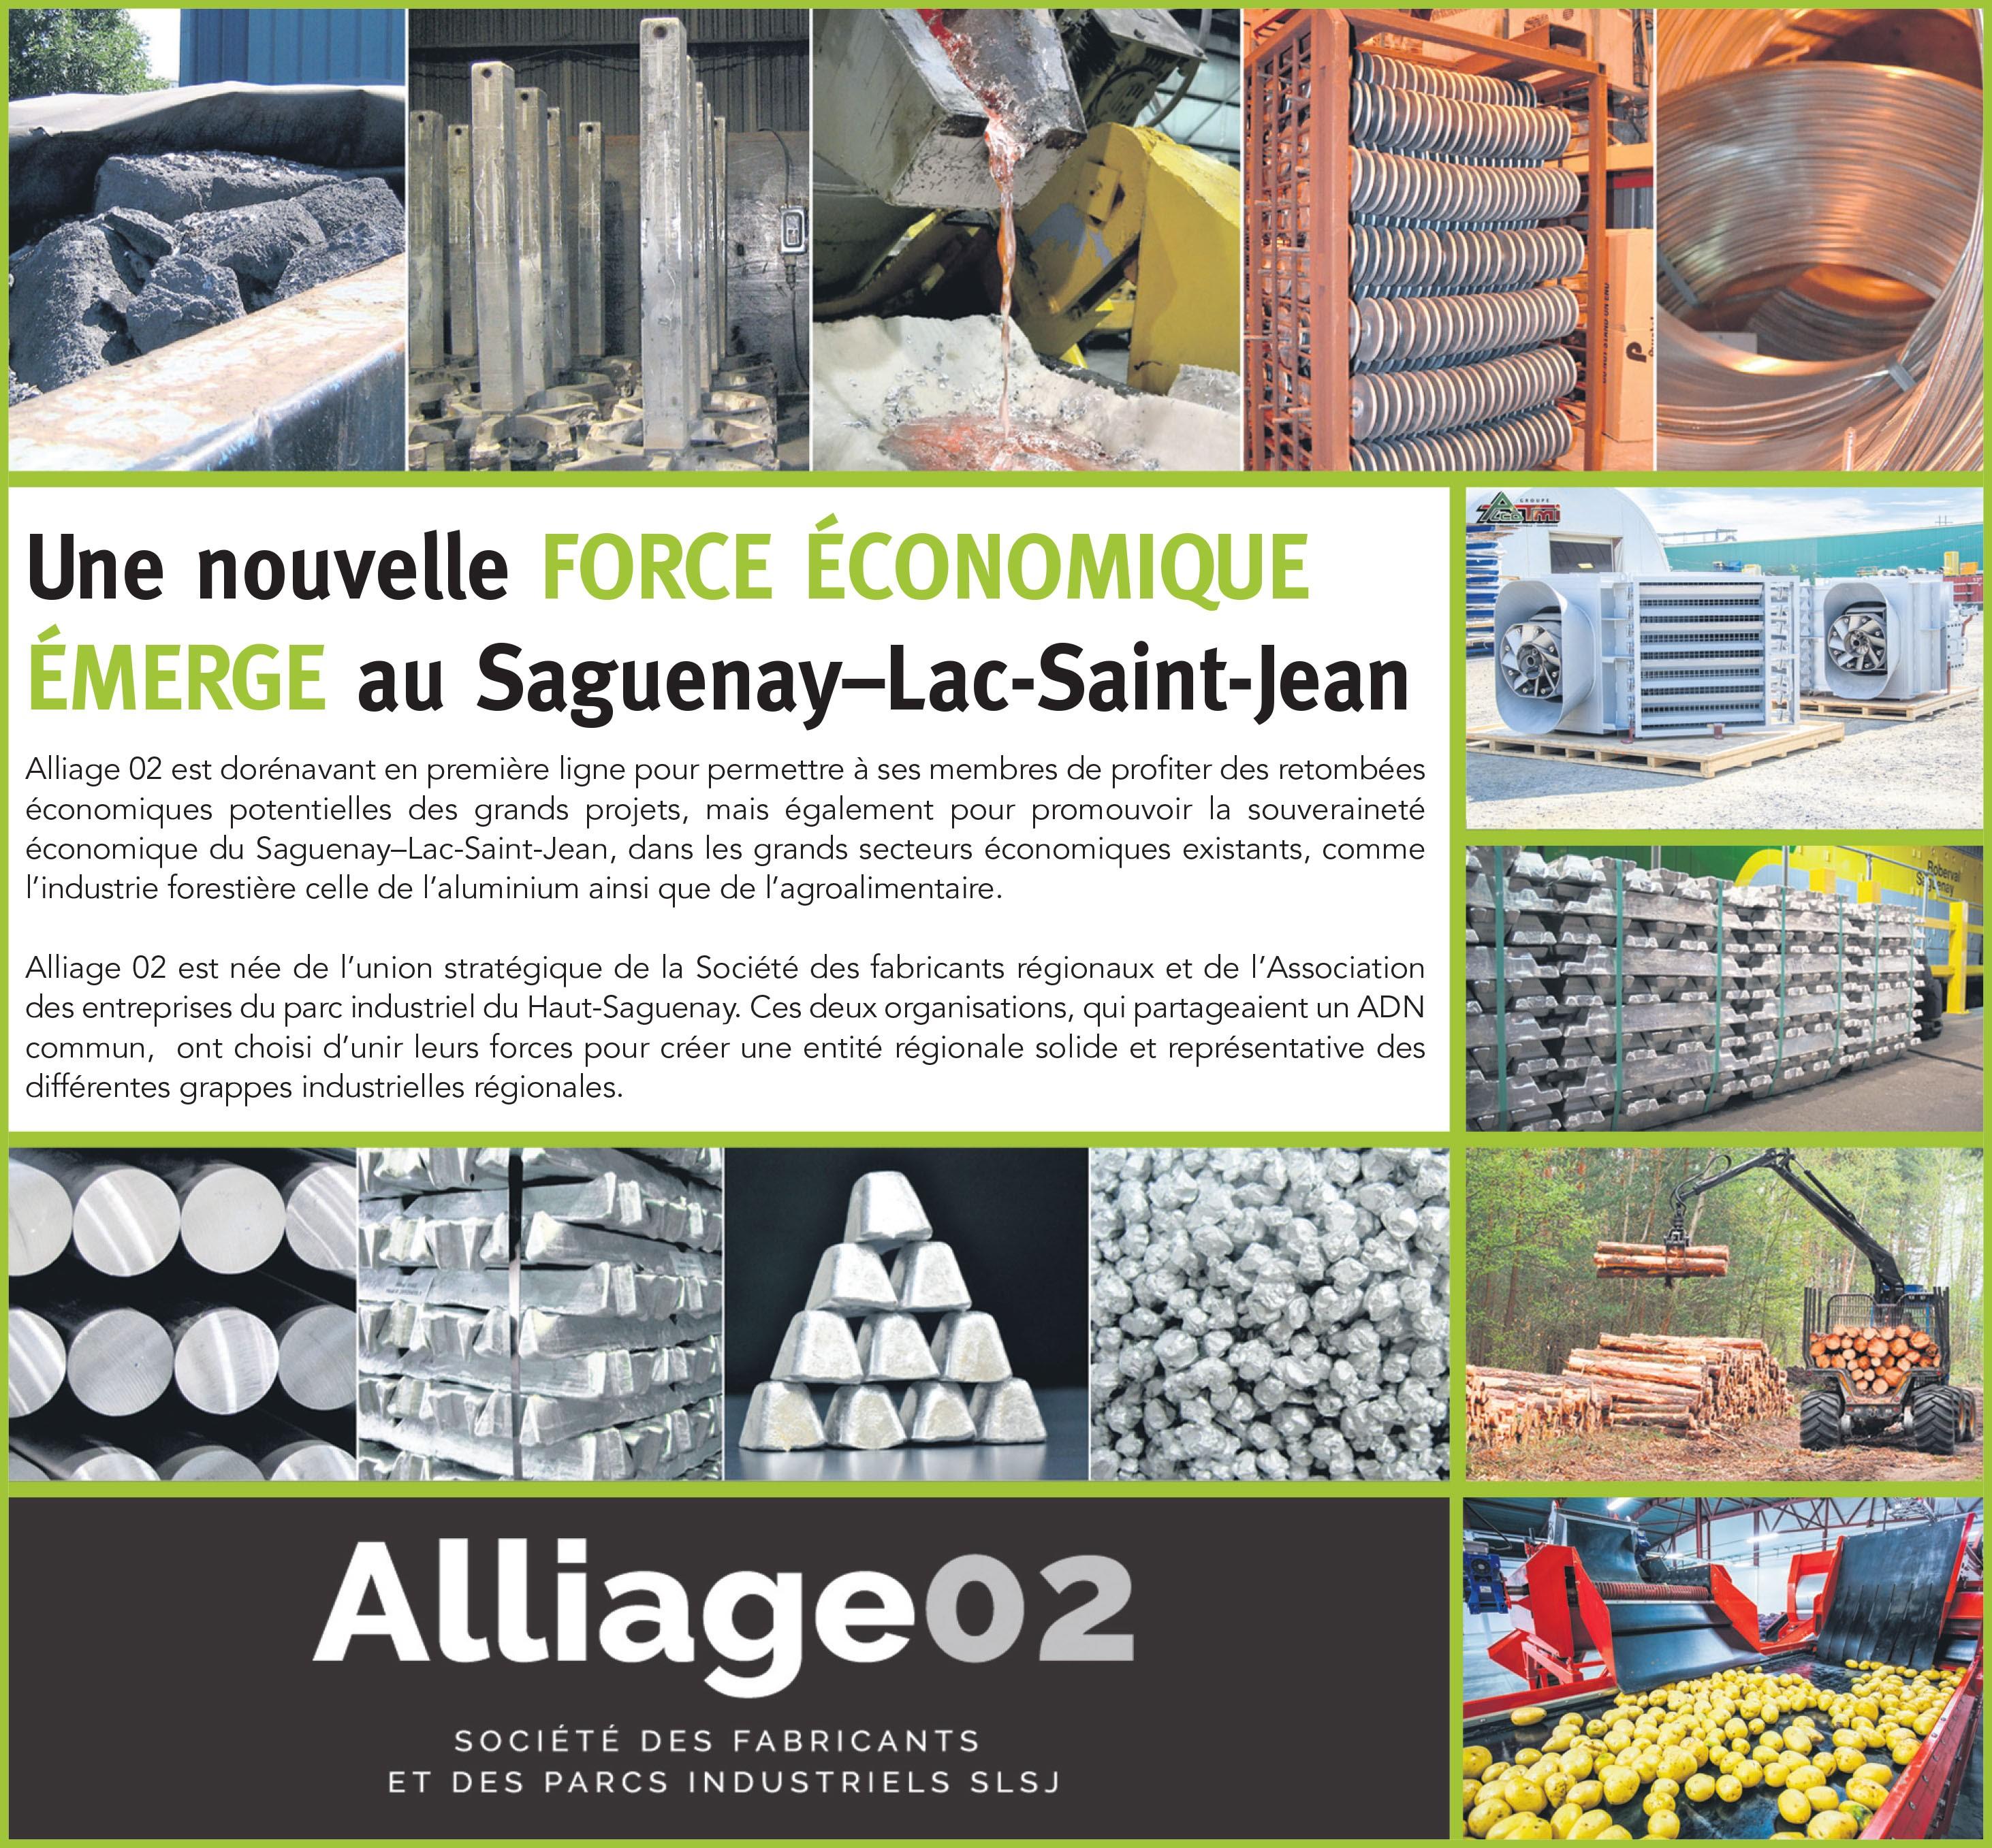 Une nouvelle FORCE ÉCONOMIQUE
ÉMERGE au Saguenay–Lac-Saint-Jean
Alliage 02 est dorénavant en première ligne pour permettre à ses membres de profiter des retombées
économiques potentielles des grands projets, mais également pour promouvoir la souveraineté
économique du Saguenay–Lac-Saint-Jean, dans les grands secteurs économiques existants, comme
l’industrie forestière celle de l’aluminium ainsi que de l’agroalimentaire.
Alliage 02 est née de l’union stratégique de la Société des fabricants régionaux et de l’Association
des entreprises du parc industriel du Haut-Saguenay. Ces deux organisations, qui partageaient un ADN
commun,  ont choisi d’unir leurs forces pour créer une entité régionale solide et représentative des
différentes grappes industrielles régionales.
GROUPE
Roberval
Saguenay
Alliage02
SOCIÉTÉ DES FABRICANTS
ET DES PARCS INDUSTRIELS SLSJ